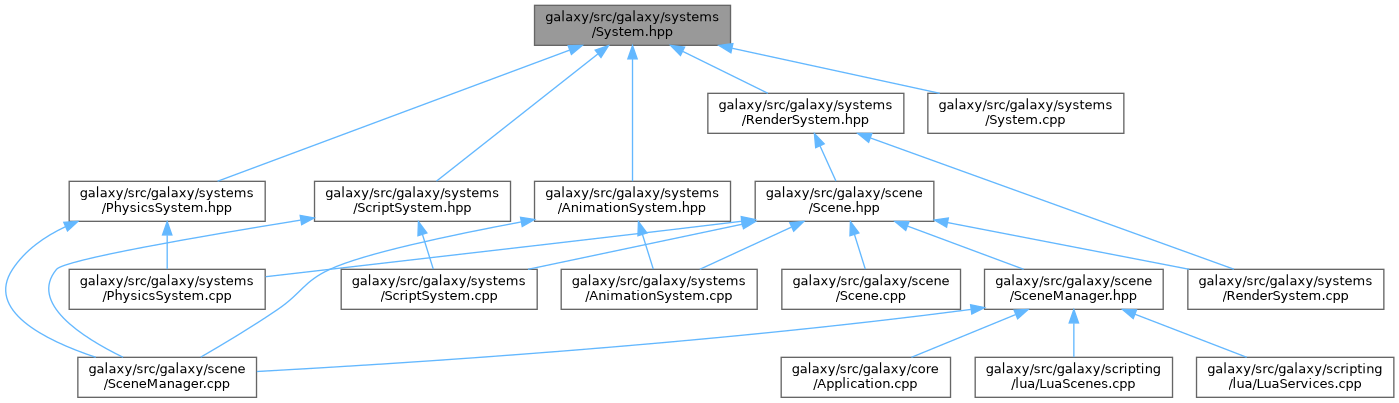 galaxy/src/galaxy/systems
/System.hpp
galaxy/src/galaxy/systems
/RenderSystem.hpp
galaxy/src/galaxy/systems
/System.cpp
galaxy/src/galaxy/systems
/PhysicsSystem.hpp
galaxy/src/galaxy/systems
/ScriptSystem.hpp
galaxy/src/galaxy/systems
/AnimationSystem.hpp
galaxy/src/galaxy/scene
/Scene.hpp
galaxy/src/galaxy/systems
/PhysicsSystem.cpp
galaxy/src/galaxy/systems
/ScriptSystem.cpp
galaxy/src/galaxy/systems
/AnimationSystem.cpp
galaxy/src/galaxy/scene
/Scene.cpp
galaxy/src/galaxy/scene
/SceneManager.hpp
galaxy/src/galaxy/systems
/RenderSystem.cpp
galaxy/src/galaxy/scene
/SceneManager.cpp
galaxy/src/galaxy/core
/Application.cpp
galaxy/src/galaxy/scripting
/lua/LuaScenes.cpp
galaxy/src/galaxy/scripting
/lua/LuaServices.cpp